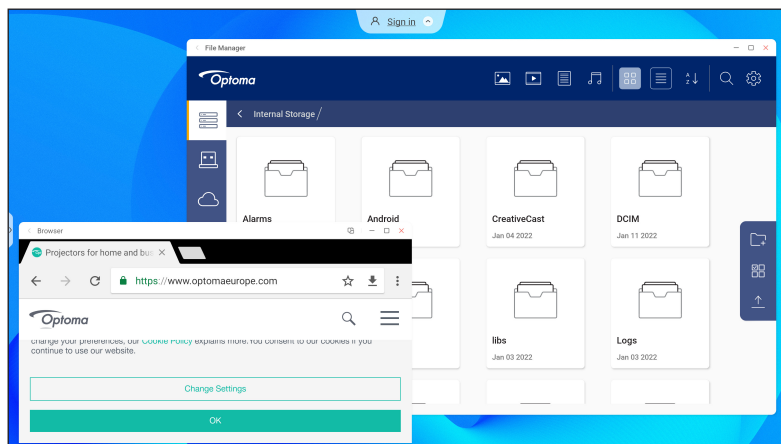 Sign in
File Manager
Optoma
A
Z
Internal Storage /
Alarms
Android
CreativeCast
Jan 04 2022
DCIM
Jan 11 2022
libs
Jan 03 2022
Logs
Jan 03 2022
Browser
Projectors for home and bus
https://www.optomaeurope.com
Optoma
change your preferences, our Cookie Policy explains more. You consent to our cookies if you
continue to use our website.
Change Settings
OK